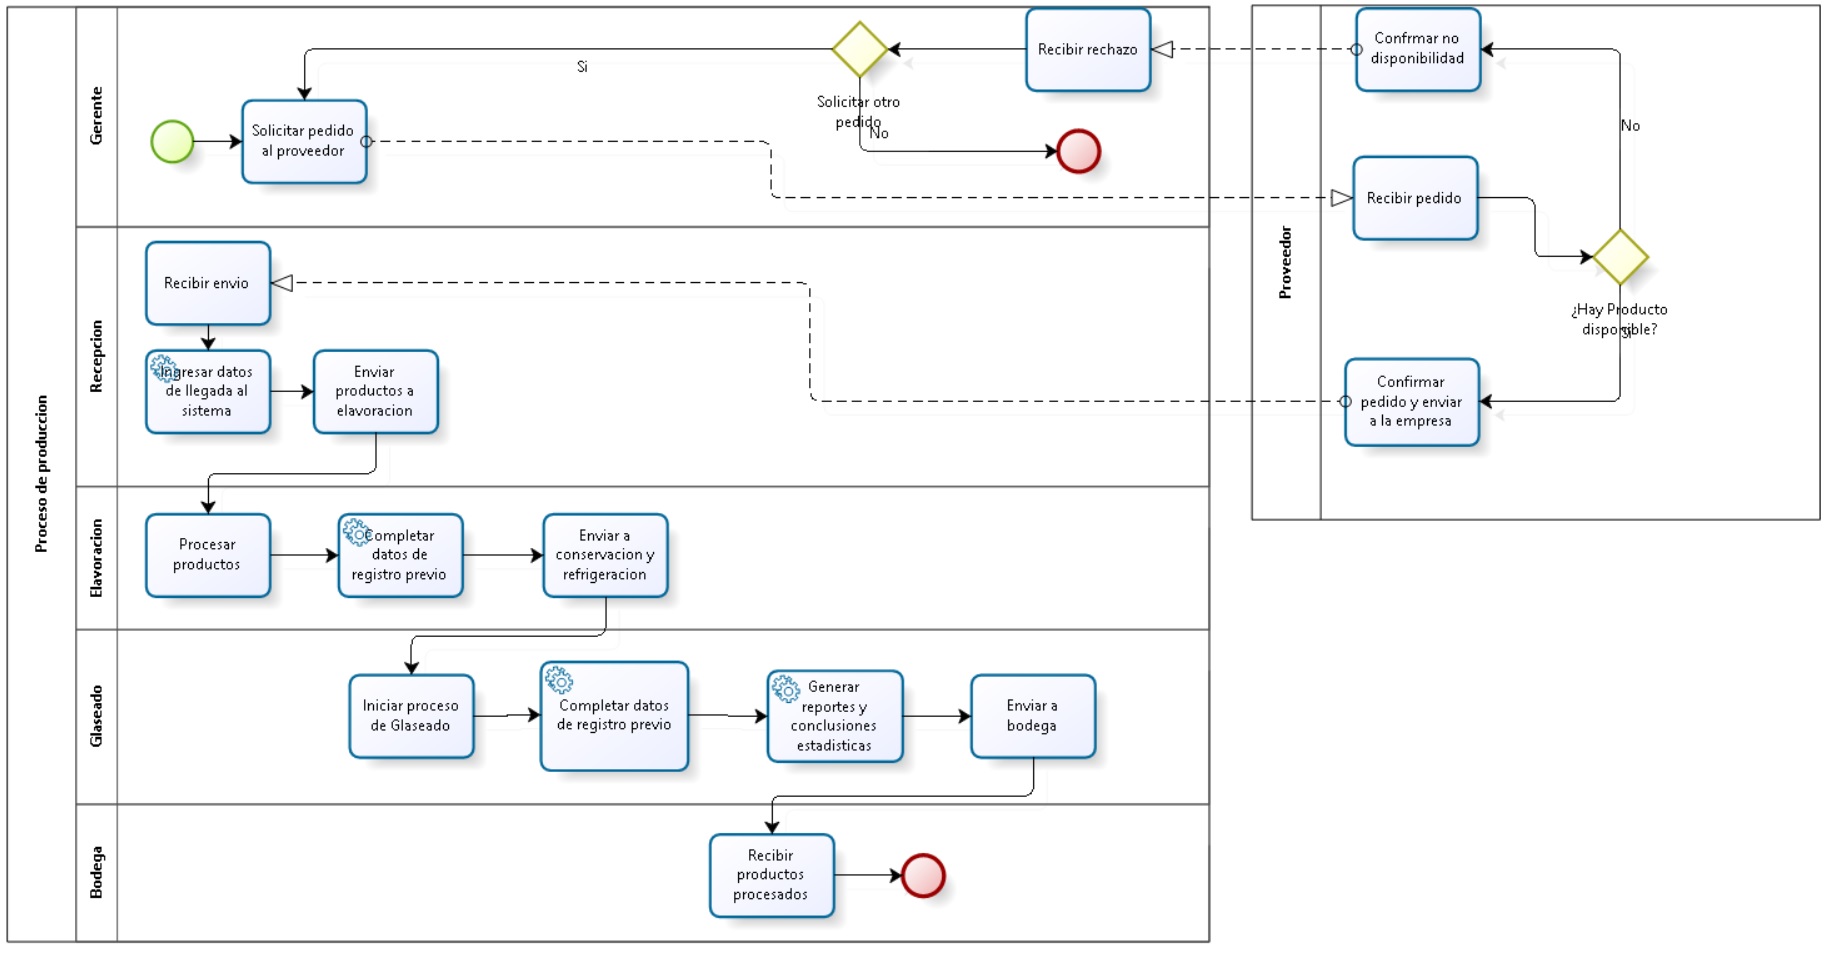 Proceso de produccion
Gerente
Solicitar pedido
al proveedor
Si
Solicitar otro
pedido
No
Recibir rechazo
Recepcion
Recibir envio
Ingresar datos
de llegada al
sistema
Enviar
productos a
elavoracion
Elavoracion
Procesar
productos
Completar
datos de
registro previo
Enviar a
conservacion y
refrigeracion
Glaseado
Iniciar proceso
de Glaseado
Completar datos
de registro previo
Generar
reportes y
conclusiones
estadisticas
Enviar a
bodega
Bodega
Recibir
productos
procesados
Proveedor
Confrmar no
disponibilidad
No
Recibir pedido
¿Hay Producto
disponible?
Si
Confirmar
pedido y enviar
a la empresa